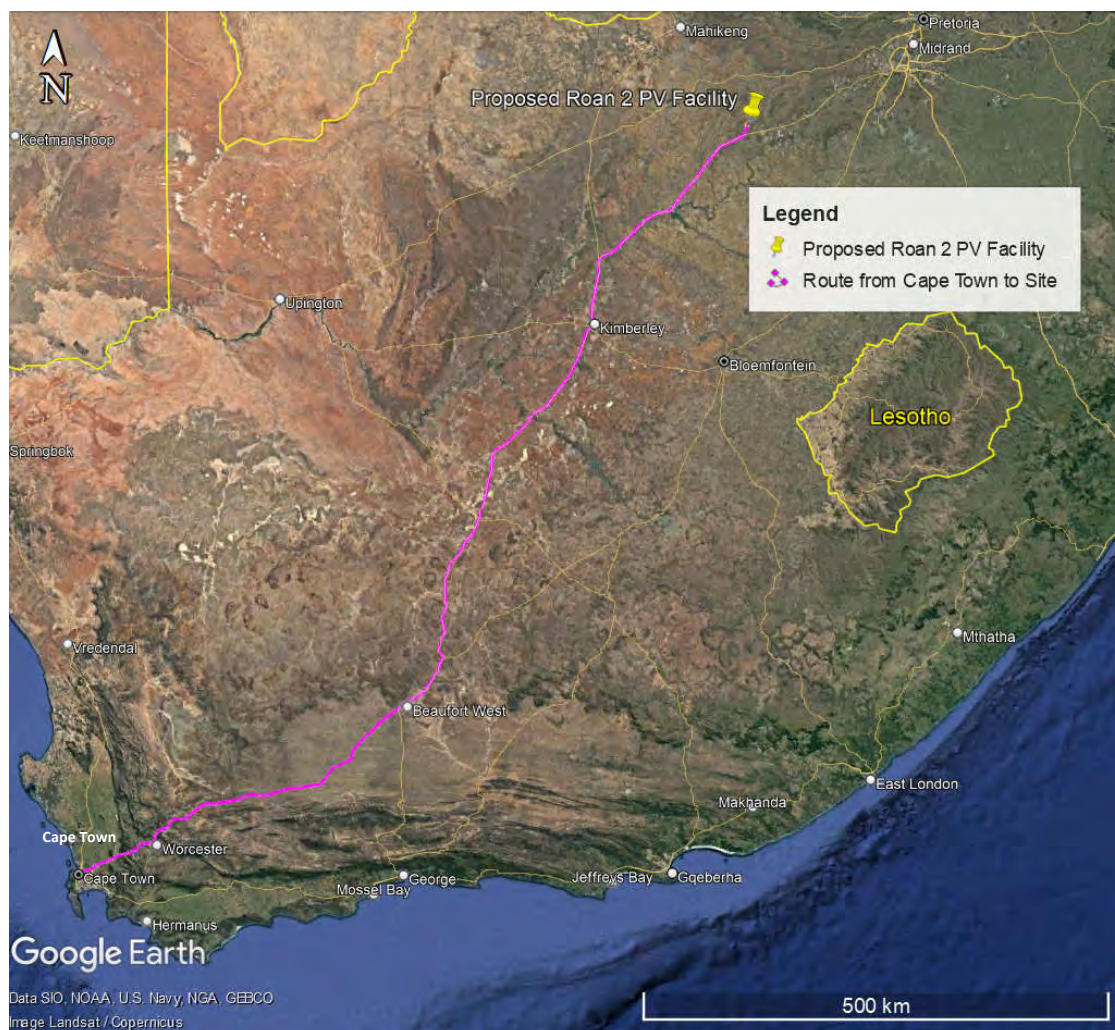 Pretoria
Mahikeng
Midrand
N
Proposed Roan 2 PV Facility
Keetmanshoop
Legend
Proposed Roan 2 PV Facility
Route from Cape Town to Site
Upington
Kimberley
Bloemfontein
Lesotho
Springbok
Vredendal
Mthatha
Beaufort West
East London
Makhanda
Cape Town
Worcester
Cape Town
George
Jeffreys Bay
Gqeberha
Mossel Bay
Hermanus
Google Earth
Data SIO, NOAA, U.S. Navy, NGA, GEBCO
Image Landsat / Copernicus
500 km